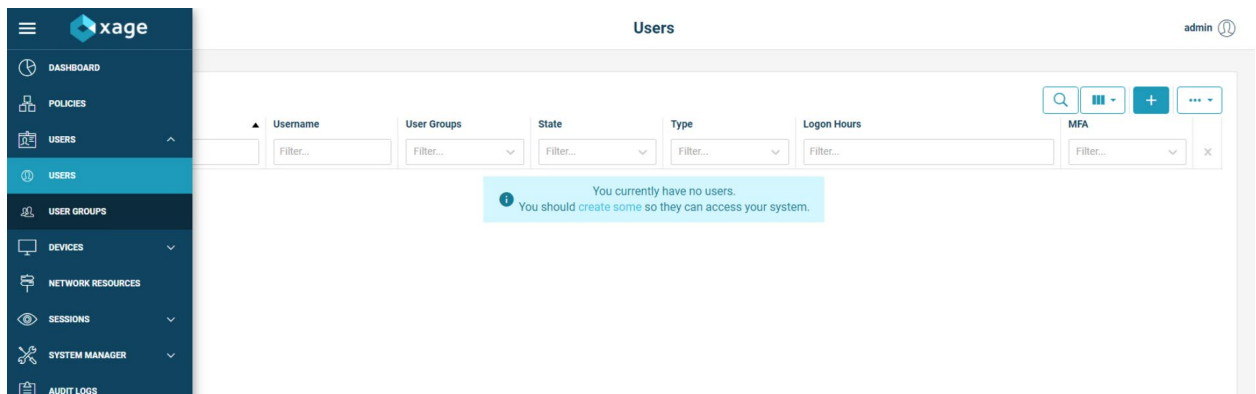 xage
Users
admin
DASHBOARD
POLICIES
USERS
USERS
USER GROUPS
DEVICES
NETWORK RESOURCES
SESSIONS
SYSTEM MANAGER
AUDIT LOGS
Username User Groups State Type Logon Hours MFA
Filter... Filter... Filter... Filter... Filter... Filter...
You currently have no users.
You should create some so they can access your system.